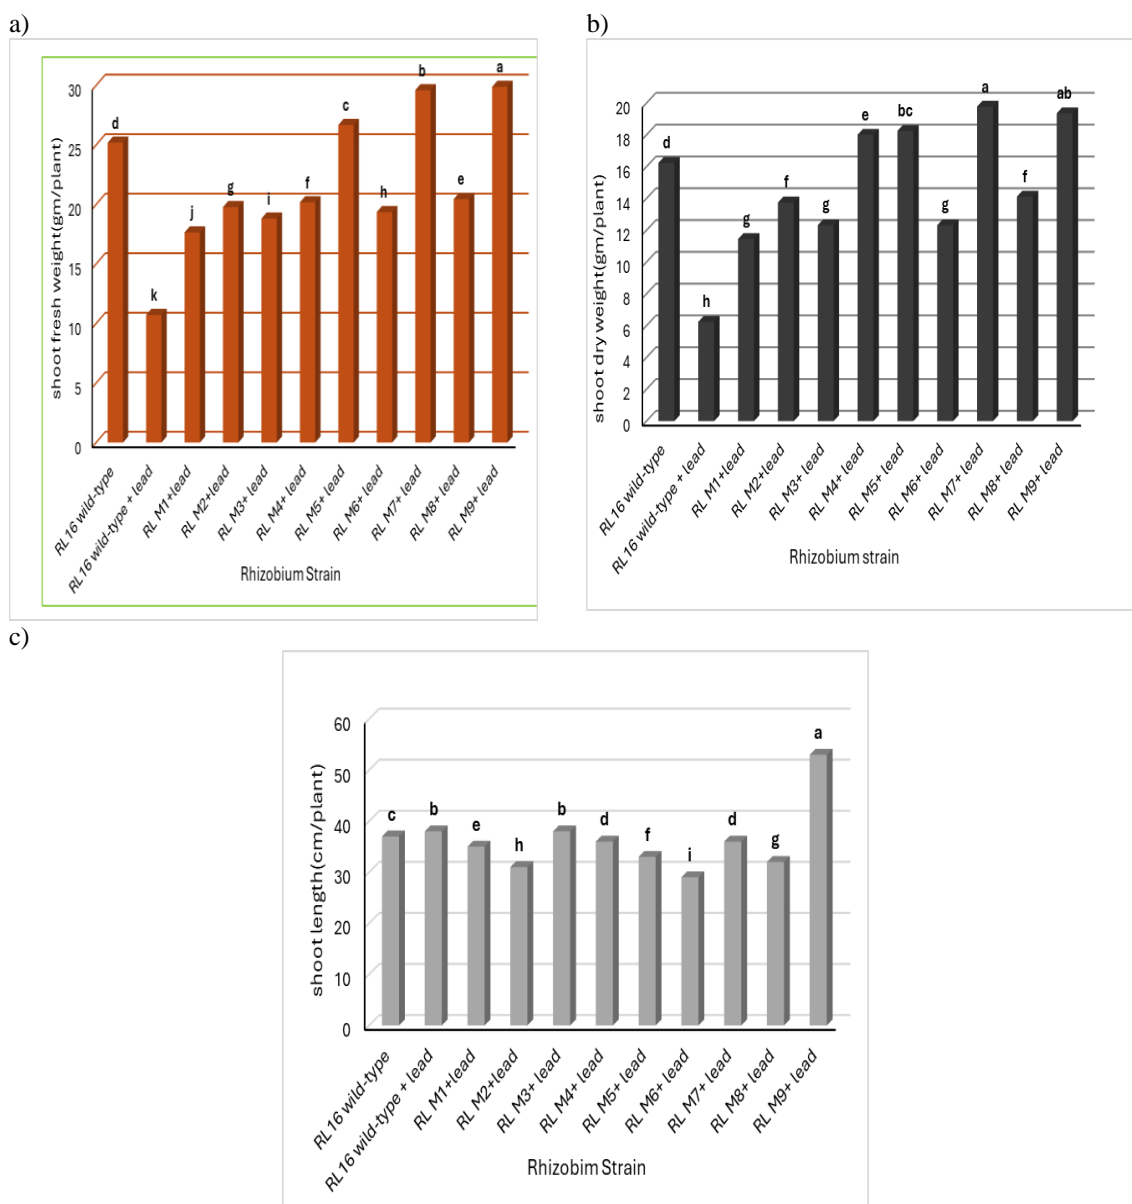 a)
b)
shoot fresh weight(gm/plant)
30
25
20
15
10
5
0
d
k
j
g
i
f
c
h
b
e
a
RL 16 wild-type
RL 16 wild-type + lead
RL M1+lead
RL M2+lead
RL M3+ lead
RL M4+ lead
RL M5+ lead
RL M6+ lead
RL M7+ lead
RL M8+ lead
RL M9+ lead
Rhizobium Strain
shoot dry weight(gm/plant)
20
18
16
14
12
10
8
6
4
2
0
d
h
g
f
g
e
bc
g
a
f
ab
RL 16 wild-type
RL 16 wild-type + lead
RL M1+lead
RL M2+lead
RL M3+ lead
RL M4+ lead
RL M5+ lead
RL M6+ lead
RL M7+ lead
RL M8+ lead
RL M9+ lead
Rhizobium strain
c)
shoot length(cm/plant)
60
50
40
30
20
10
0
c
b
e
h
b
d
f
i
d
g
a
RL 16 wild-type
RL 16 wild-type + lead
RL M1+lead
RL M2+lead
RL M3+ lead
RL M4+ lead
RL M5+ lead
RL M6+ lead
RL M7+ lead
RL M8+ lead
RL M9+ lead
Rhizobim Strain